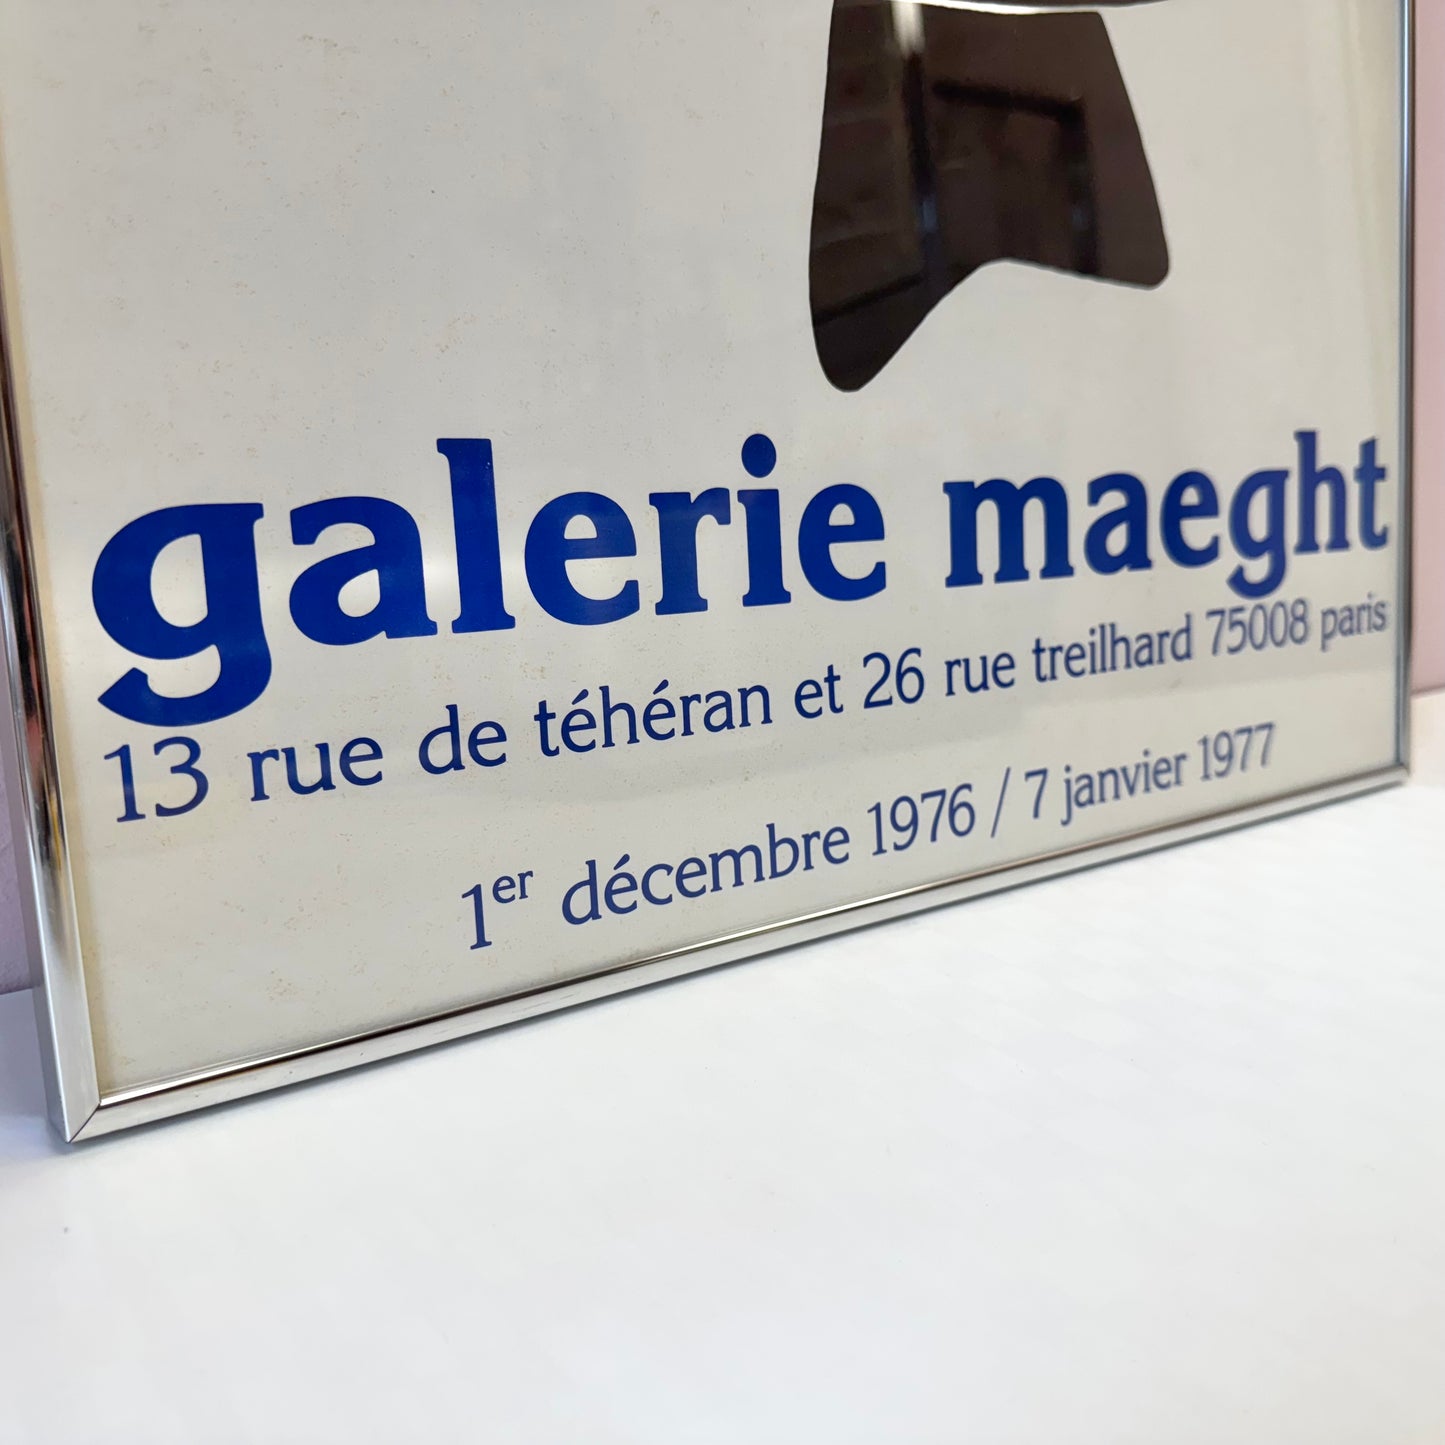 galerie maeght
13 rue de téhéran et 26 rue treilhard 75008 paris
1er décembre 1976 / 7 janvier 1977